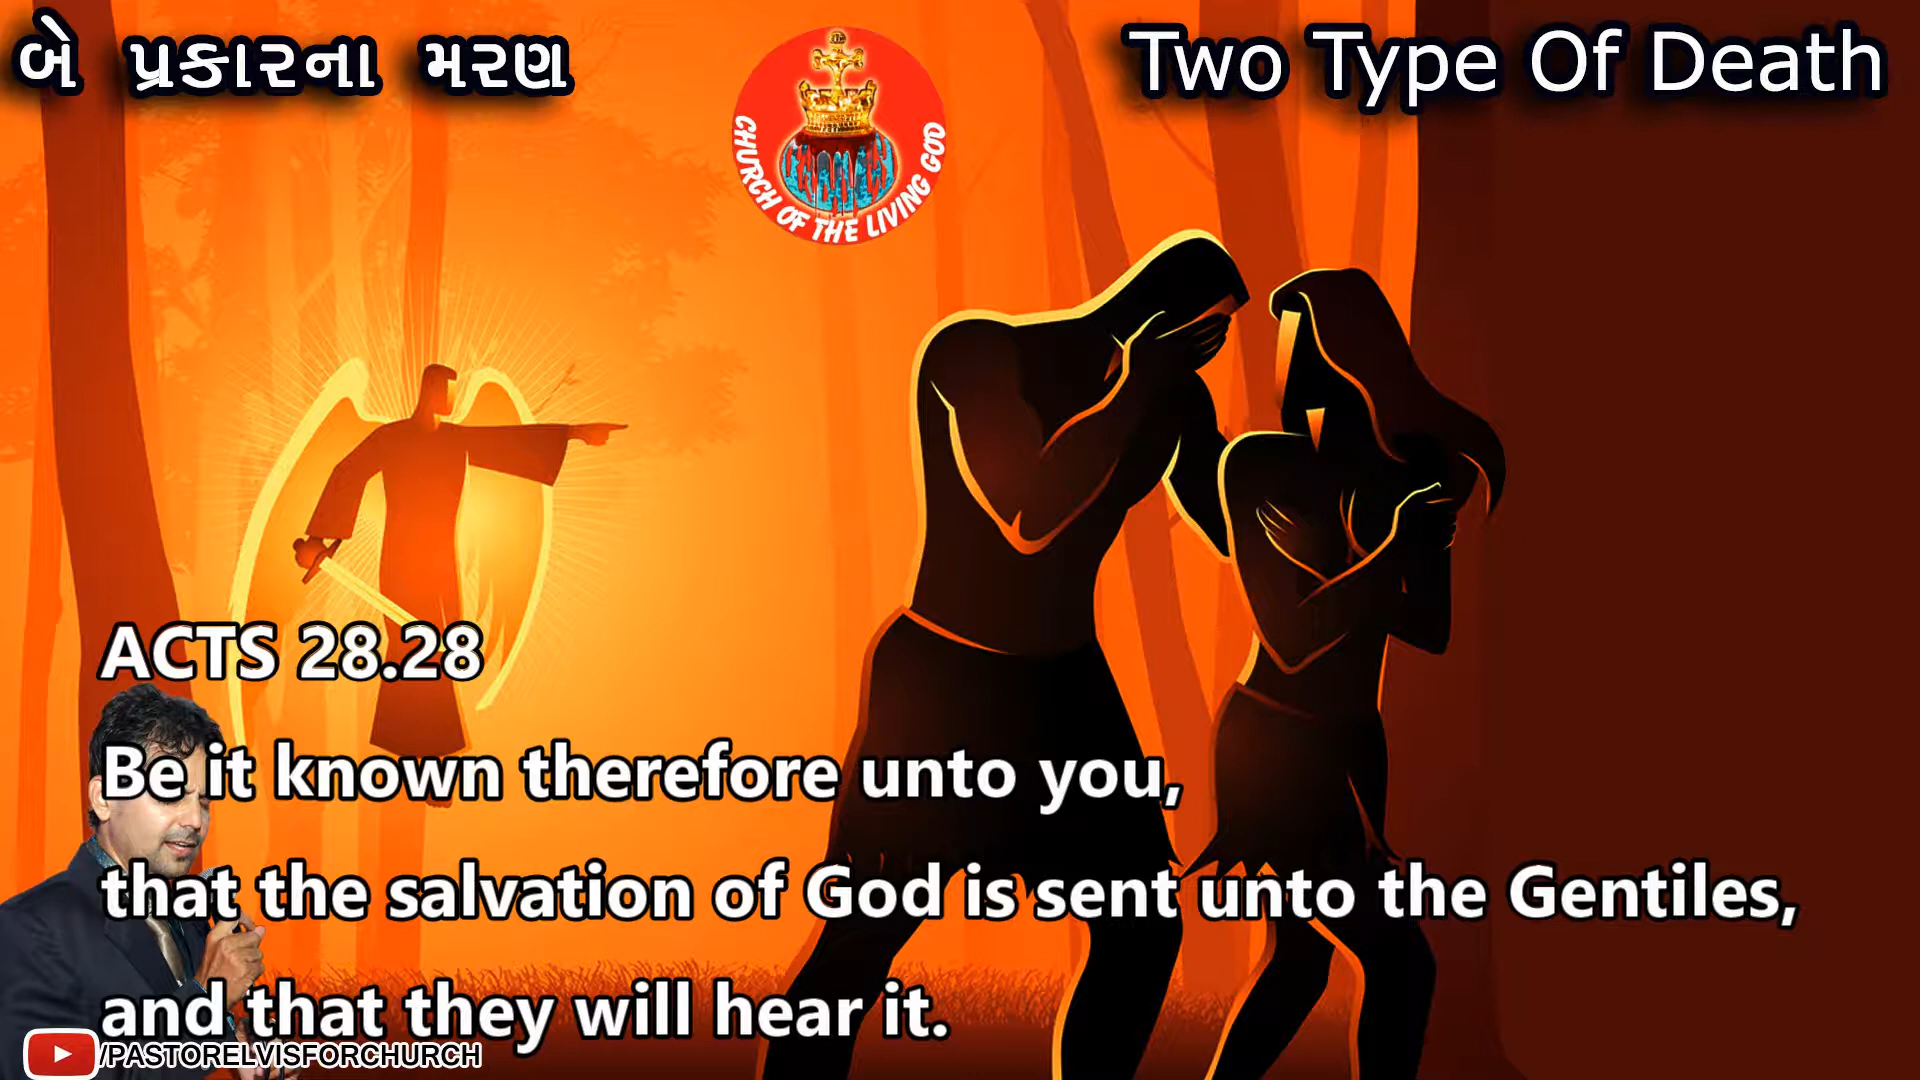 બે પ્રકારના મરણ
Two Type Of Death
CHURCH OF THE LIVING GOD
ACTS 28.28
Be it known therefore unto you,
that the salvation of God is sent unto the Gentiles,
and that they will hear it.
/PASTORELVISFORCHURCH